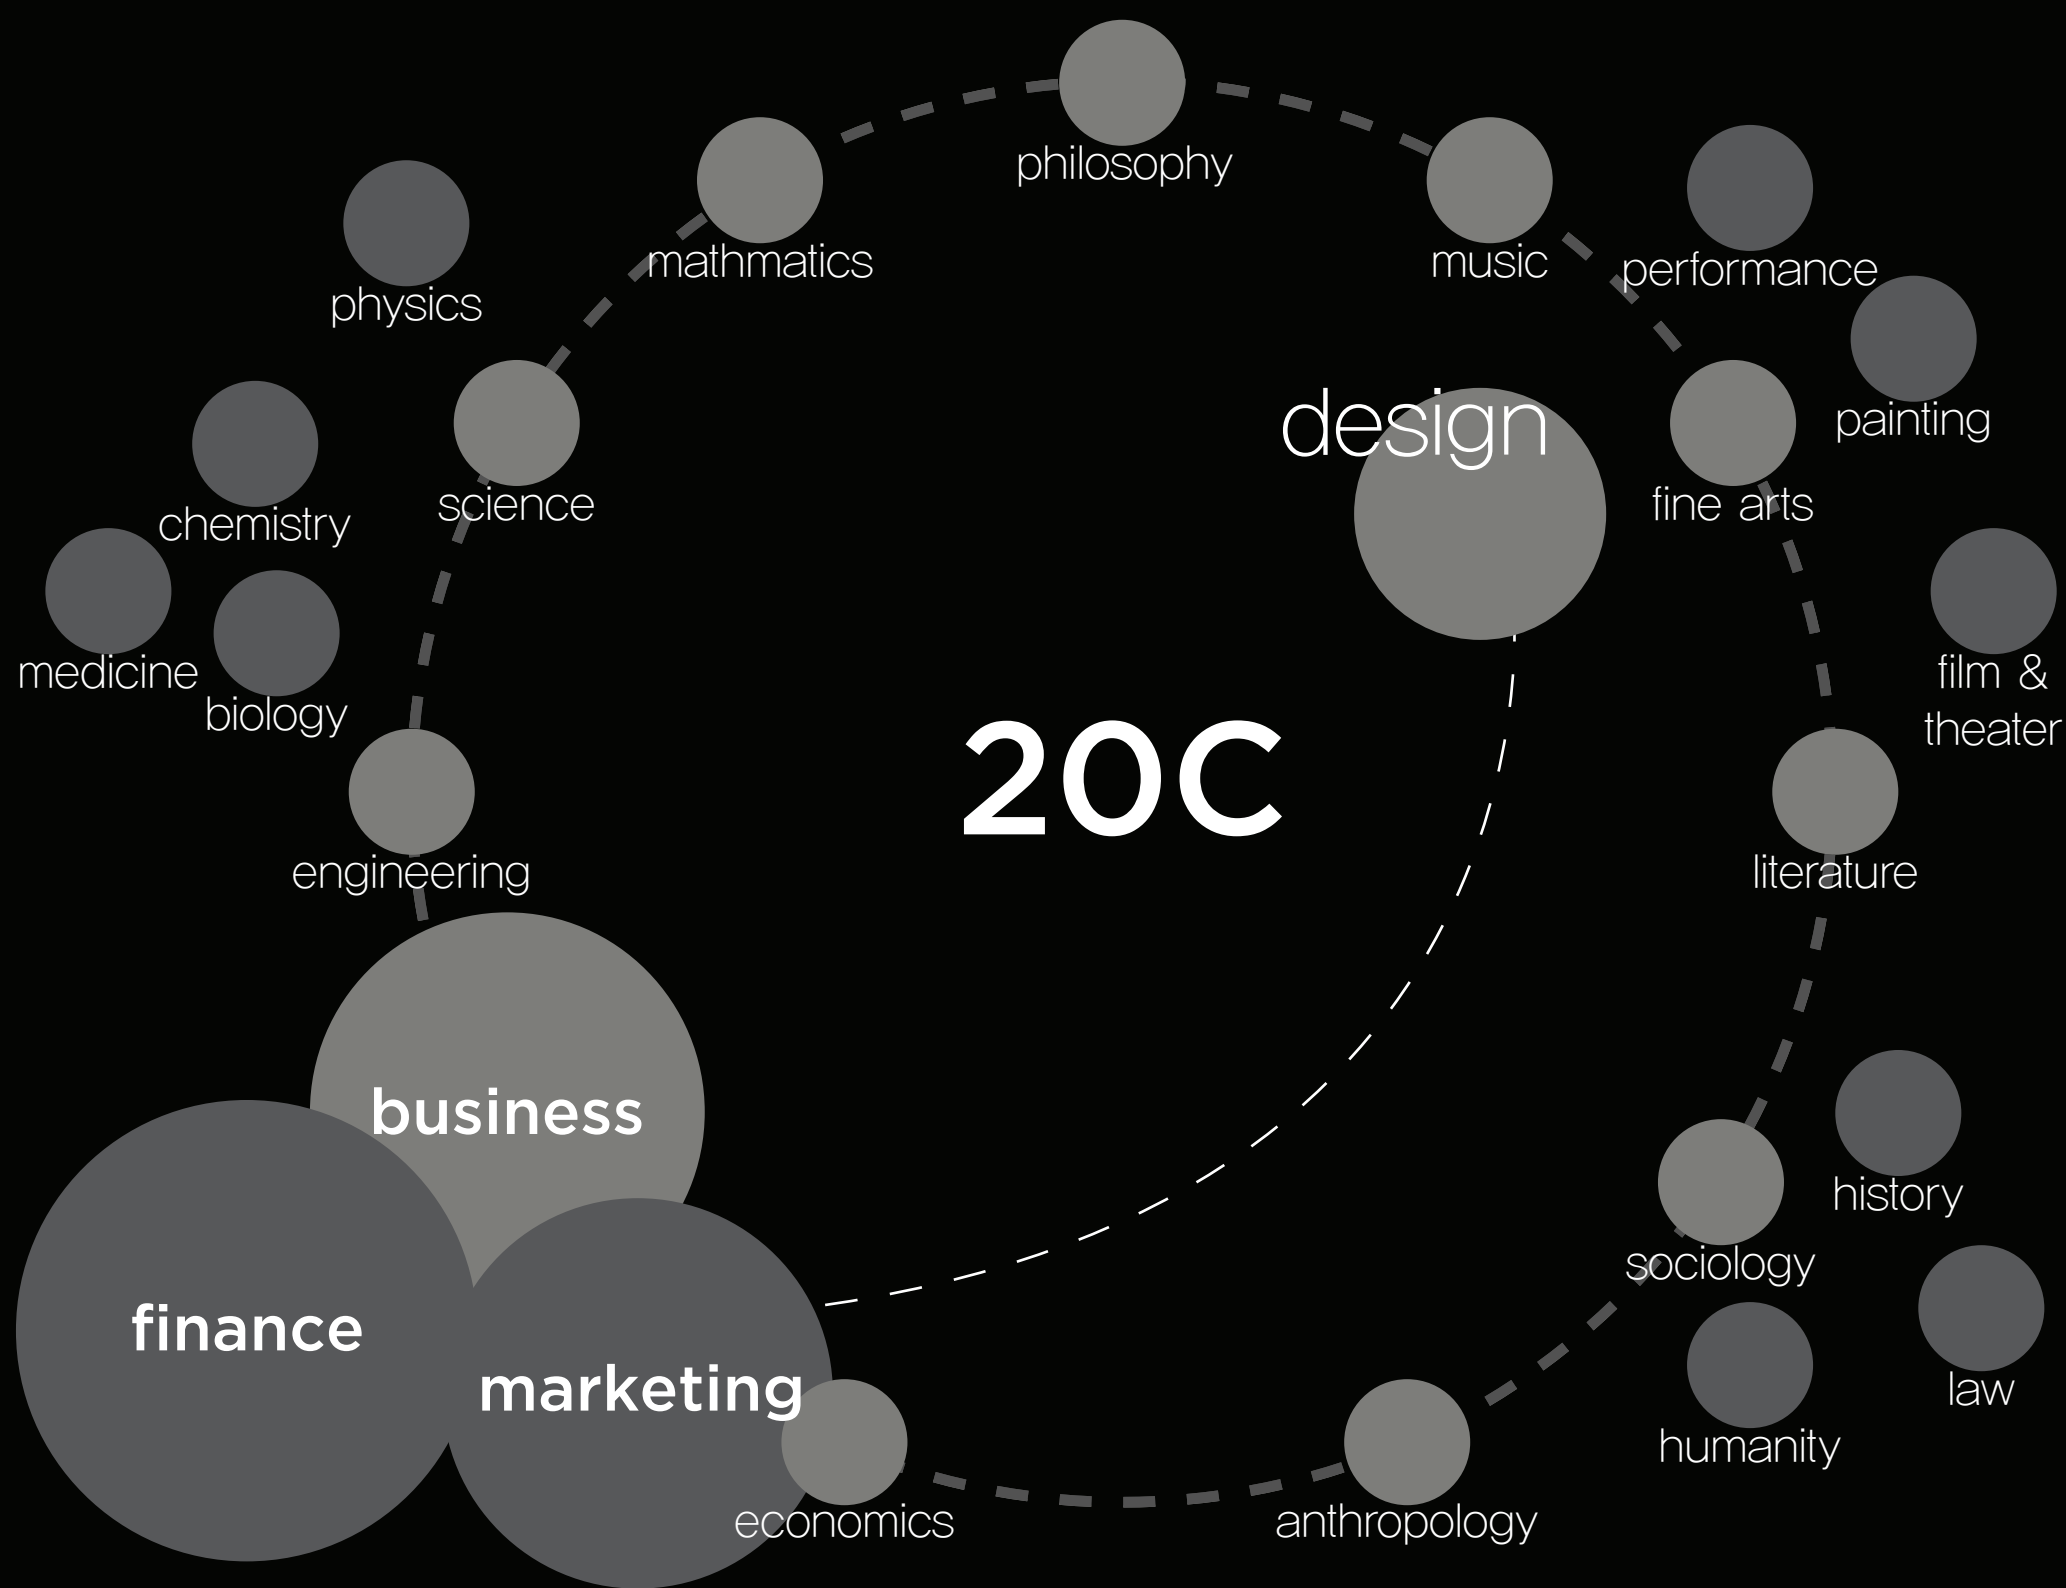 philosophy
mathmatics
music
performance
physics
painting
design
science
fine arts
chemistry
medicine
film &
theater
biology
20C
engineering
literature
business
history
sociology
finance
marketing
law
humanity
economics
anthropology